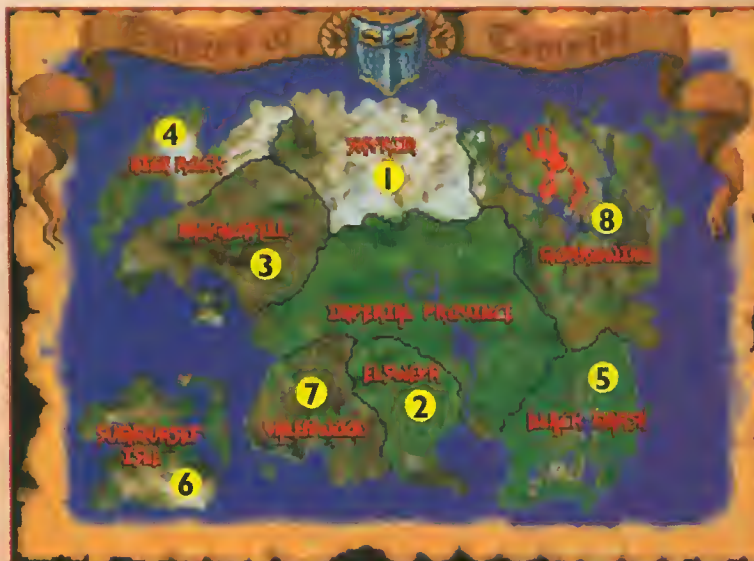 4
HIGH ROCK
SKYRIM
1
HAMMERFELL
3
8
MORROWIND
IMPERIAL PROVINCE
7
VALENWOOD
ELSWEYR
2
5
BLACK MARSH
ISLE
6